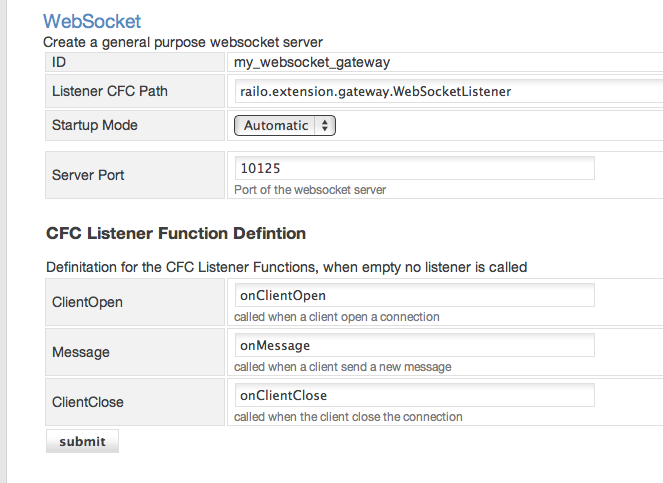 WebSocket
Create a general purpose websocket server
ID my_websocket_gateway
Listener CFC Path railo.extension.gateway.WebSocketListener
Startup Mode Automatic
Server Port 10125
Port of the websocket server
CFC Listener Function Defintion
Definitation for the CFC Listener Functions, when empty no listener is called
ClientOpen onClientOpen
called when a client open a connection
Message onMessage
called when a client send a new message
ClientClose onClientClose
called when the client close the connection
submit